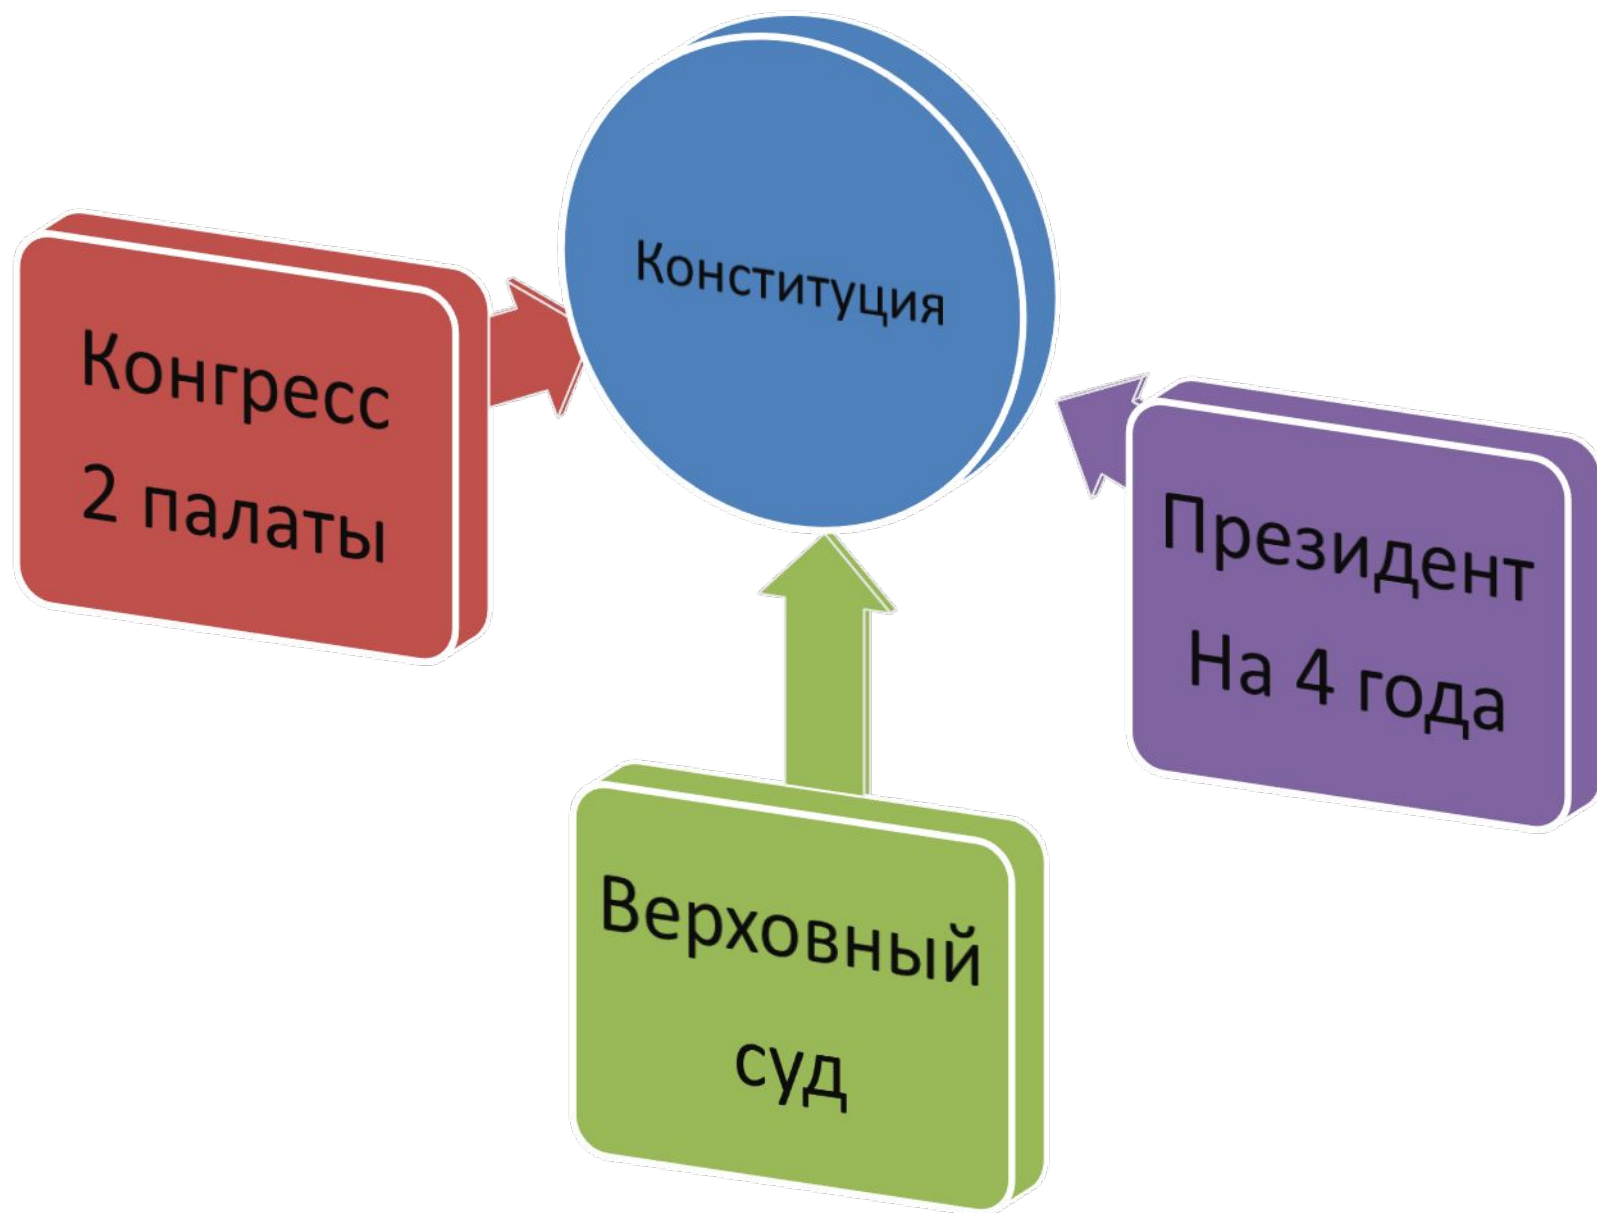 Конституция
Конгресс
2 палаты
Президент
На 4 года
Верховный
суд